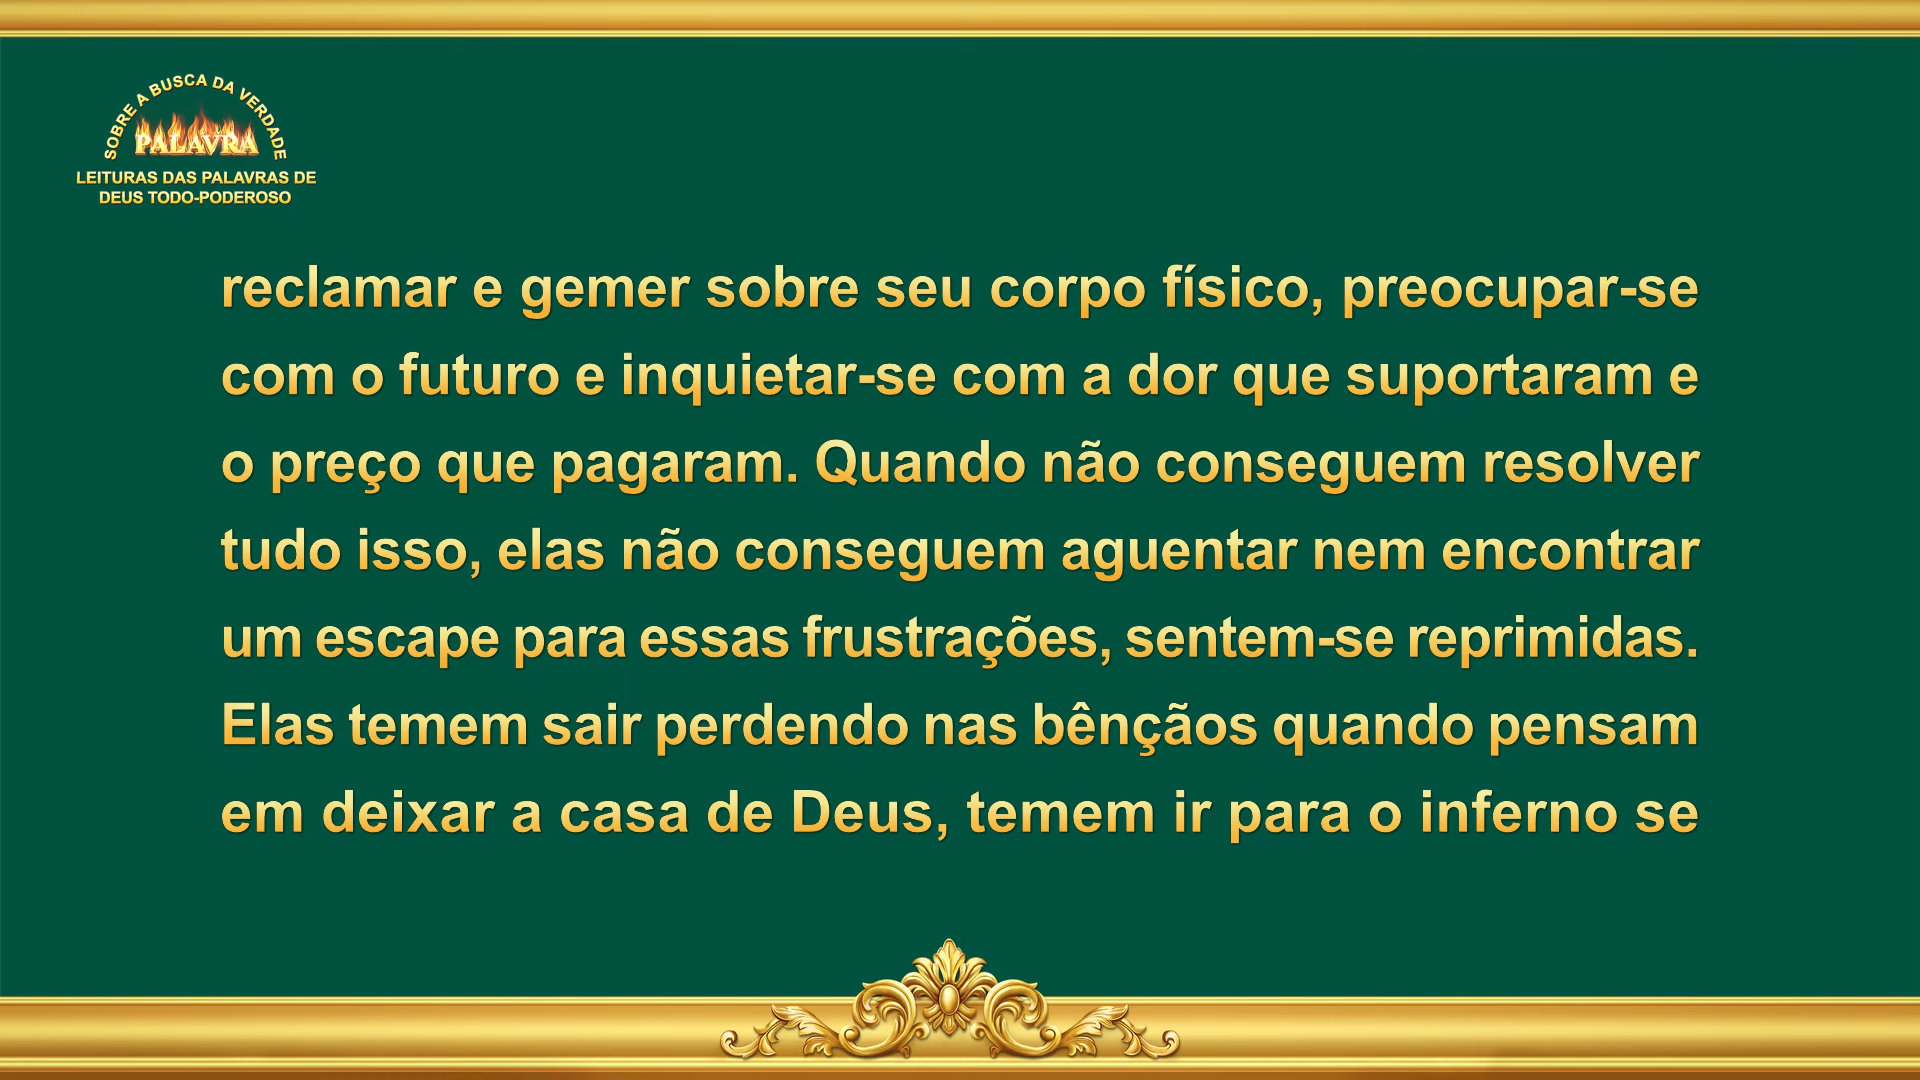 SOBRE A BUSCA DA VERDADE
PALAVRA
LEITURAS DAS PALAVRAS DE
DEUS TODO-PODEROSO
reclamar e gemer sobre seu corpo físico, preocupar-se
com o futuro e inquietar-se com a dor que suportaram e
o preço que pagaram. Quando não conseguem resolver
tudo isso, elas não conseguem aguentar nem encontrar
um escape para essas frustrações, sentem-se reprimidas.
Elas temem sair perdendo nas bênçãos quando pensam
em deixar a casa de Deus, temem ir para o inferno se